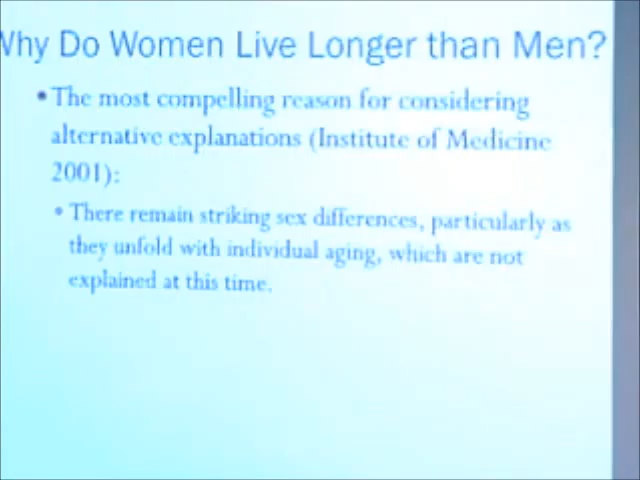 Why Do Women Live Longer than Men?
• The most compelling reason for considering
alternative explanations (Institute of Medicine
2001):
• There remain striking sex differences, particularly as
they unfold with individual aging, which are not
explained at this time.